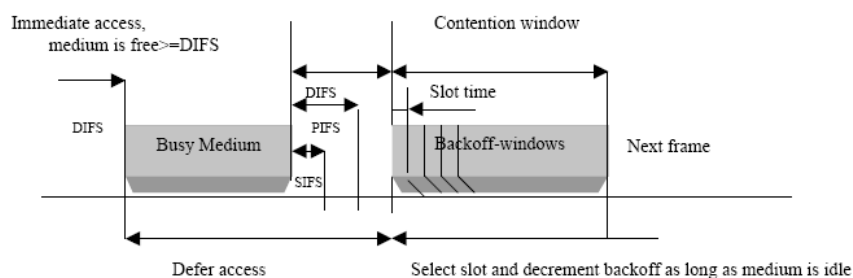 Immediate access,
medium is free>=DIFS
Contention window
DIFS
Slot time
DIFS
PIFS
Busy Medium
Backoff-windows
Next frame
SIFS
Defer access
Select slot and decrement backoff as long as medium is idle